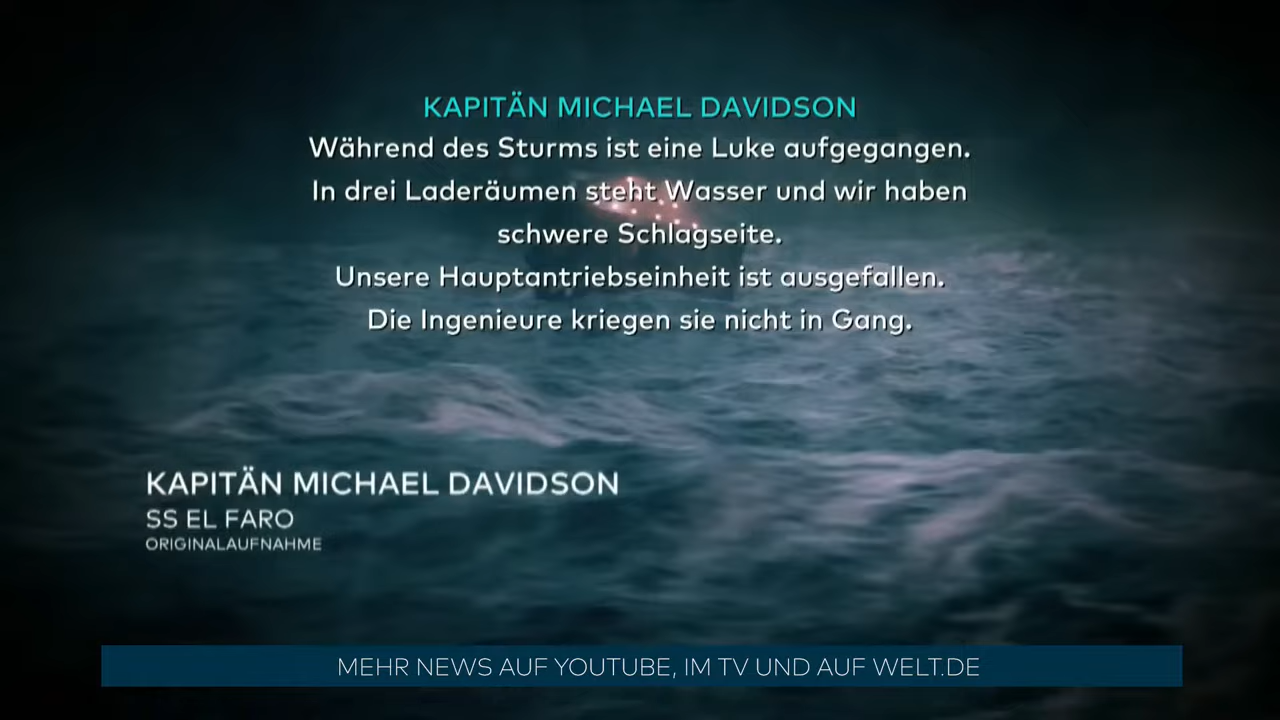 KAPITÄN MICHAEL DAVIDSON
Während des Sturms ist eine Luke aufgegangen.
In drei Laderäumen steht Wasser und wir haben
schwere Schlagseite.
Unsere Hauptantriebseinheit ist ausgefallen.
Die Ingenieure kriegen sie nicht in Gang.
KAPITÄN MICHAEL DAVIDSON
SS EL FARO
ORIGINALAUFNAHME
MEHR NEWS AUF YOUTUBE, IM TV UND AUF WELT.DE